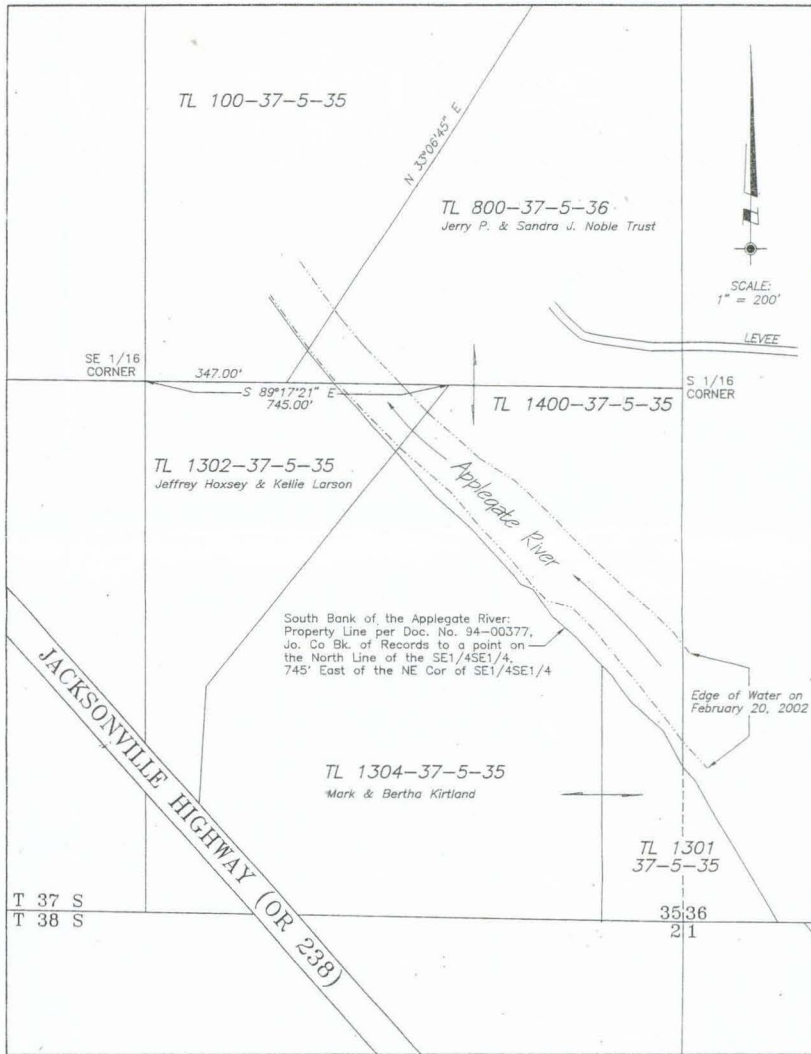 TL 100-37-5-35
N 33°06'45" E
TL 800-37-5-36
Jerry P. & Sandra J. Noble Trust
SCALE:
1" = 200'
LEVEE
SE 1/16
CORNER
347.00'
S 89°17'21" E
745.00'
S 1/16
CORNER
TL 1400-37-5-35
TL 1302-37-5-35
Jeffrey Hoxsey & Kellie Larson
Applegate River
South Bank of the Applegate River:
Property Line per Doc. No. 94-00377,
Jo. Co Bk. of Records to a point on
the North Line of the SE1/4SE1/4,
745' East of the NE Cor of SE1/4SE1/4
Edge of Water on
February 20, 2002
JACKSONVILLE HIGHWAY (OR 238)
TL 1304-37-5-35
Mark & Bertha Kirtland
TL 1301
37-5-35
T 37 S
T 38 S
35 36
2 1